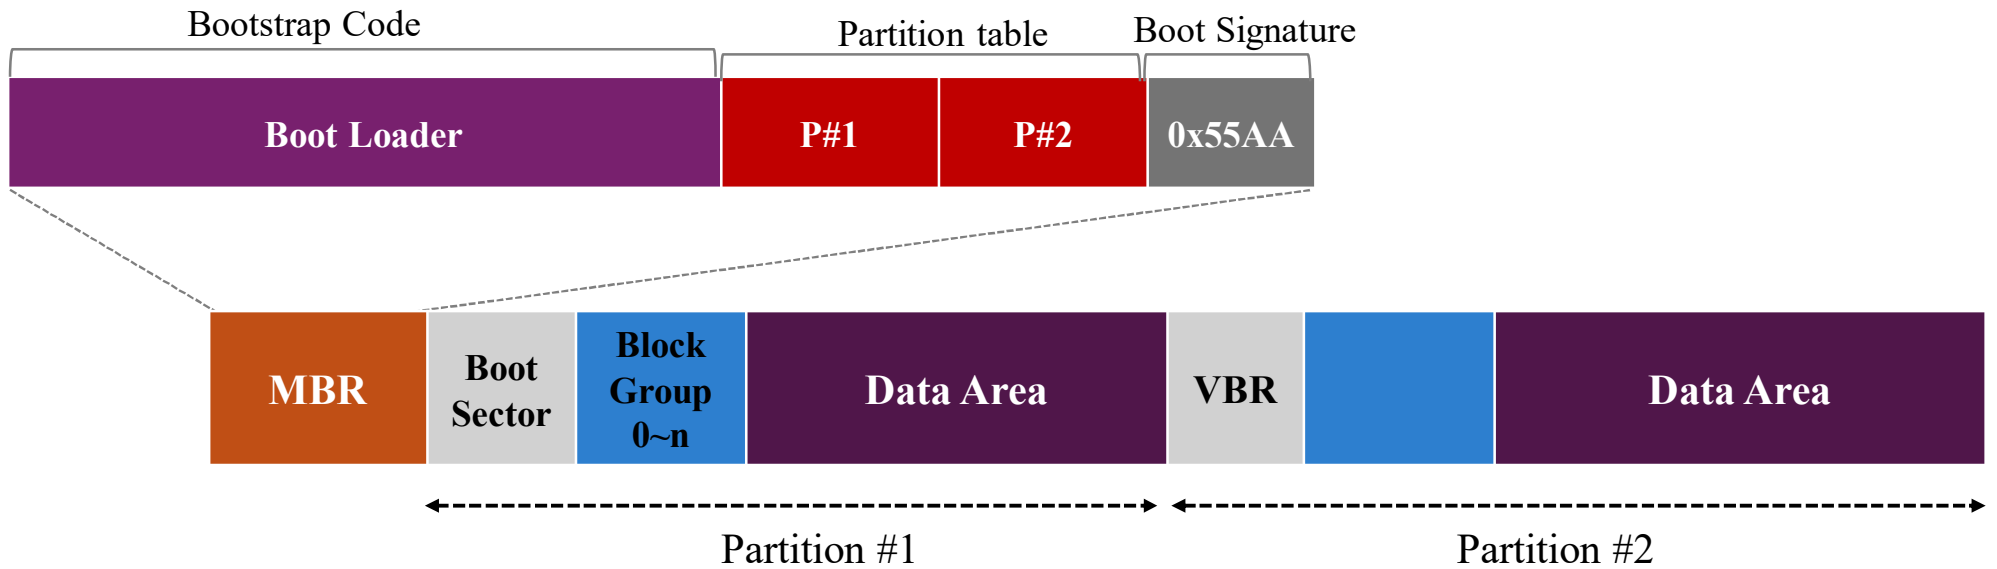 Bootstrap Code
Partition table
Boot Signature
Boot Loader
P#1
P#2
0x55AA
MBR
Boot
Sector
Block
Group
0~n
Data Area
VBR
Data Area
Partition #1
Partition #2